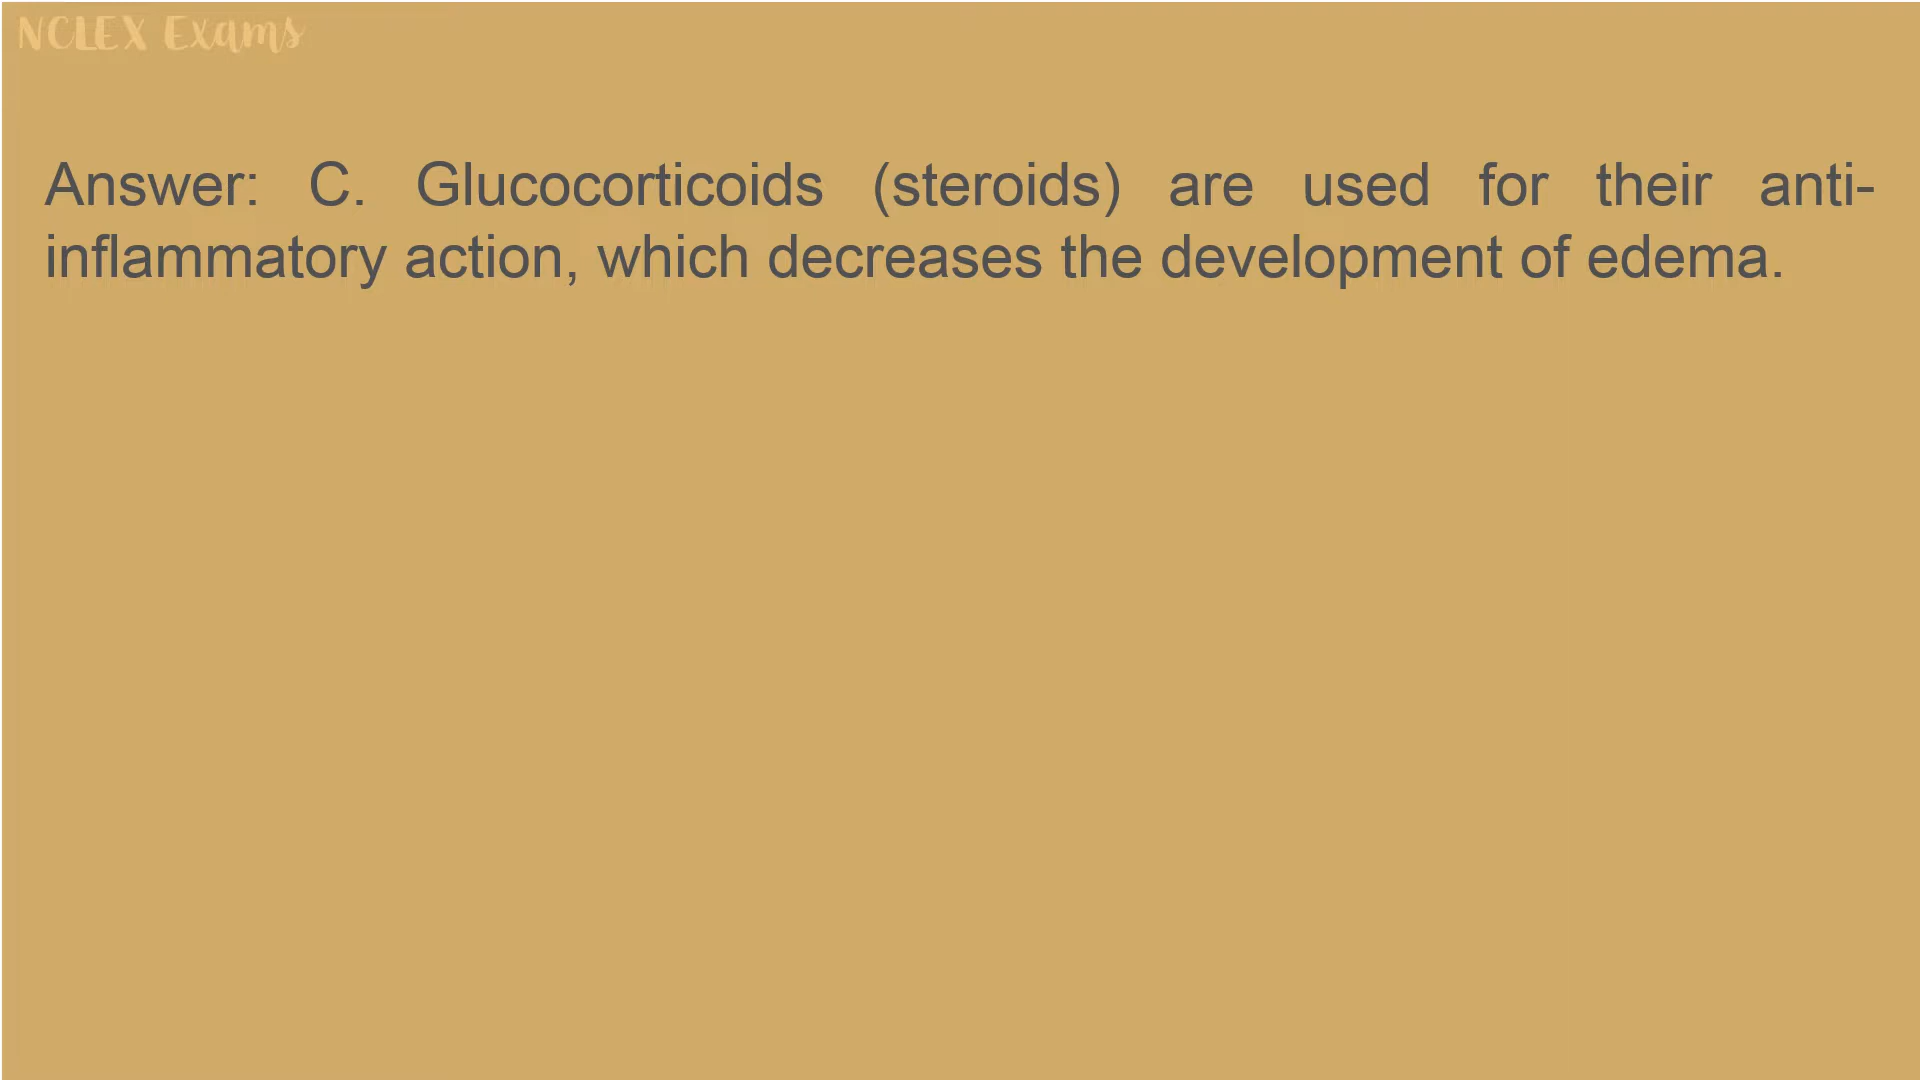 NCLEX Exams
Answer: C. Glucocorticoids (steroids) are used for their anti-
inflammatory action, which decreases the development of edema.